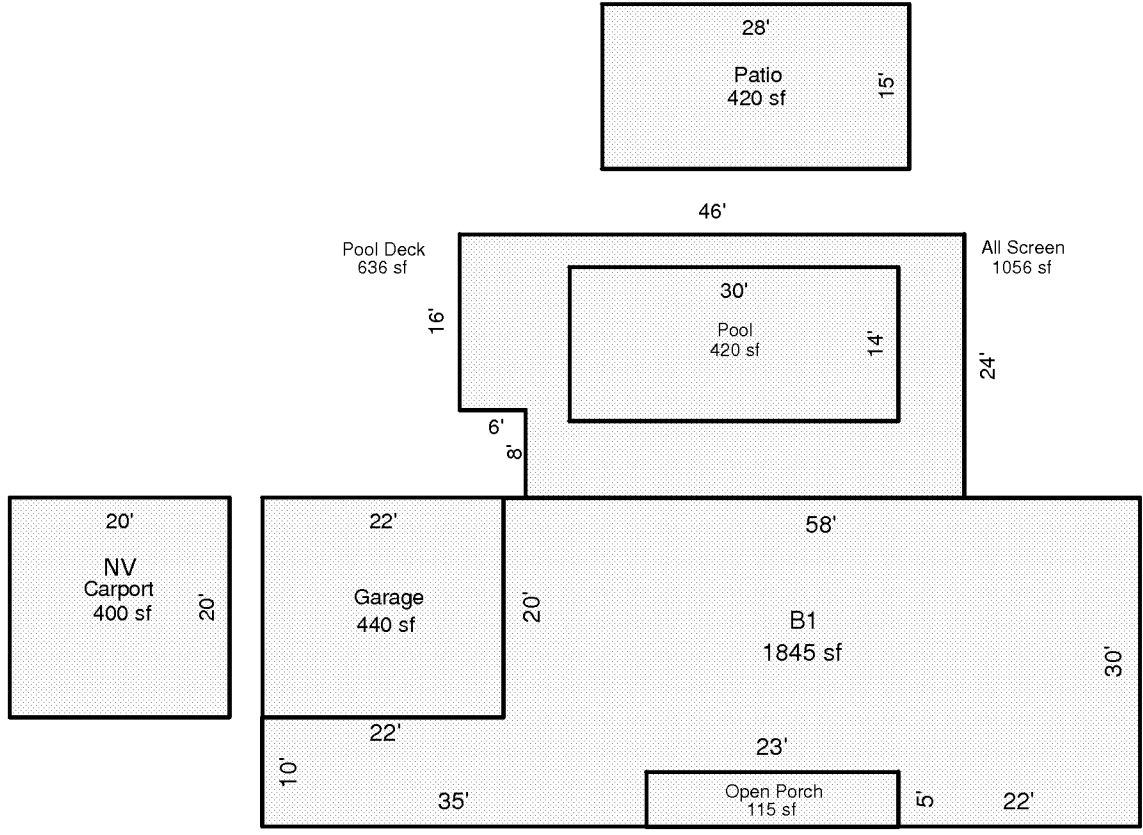 28'
Patio
420 sf
15'
46'
Pool Deck
636 sf
All Screen
1056 sf
16'
30'
Pool
420 sf
14'
24'
6'
8'
20'
NV
Carport
400 sf
20'
22'
Garage
440 sf
20'
58'
B1
1845 sf
30'
22'
10'
35'
23'
Open Porch
115 sf
5'
22'